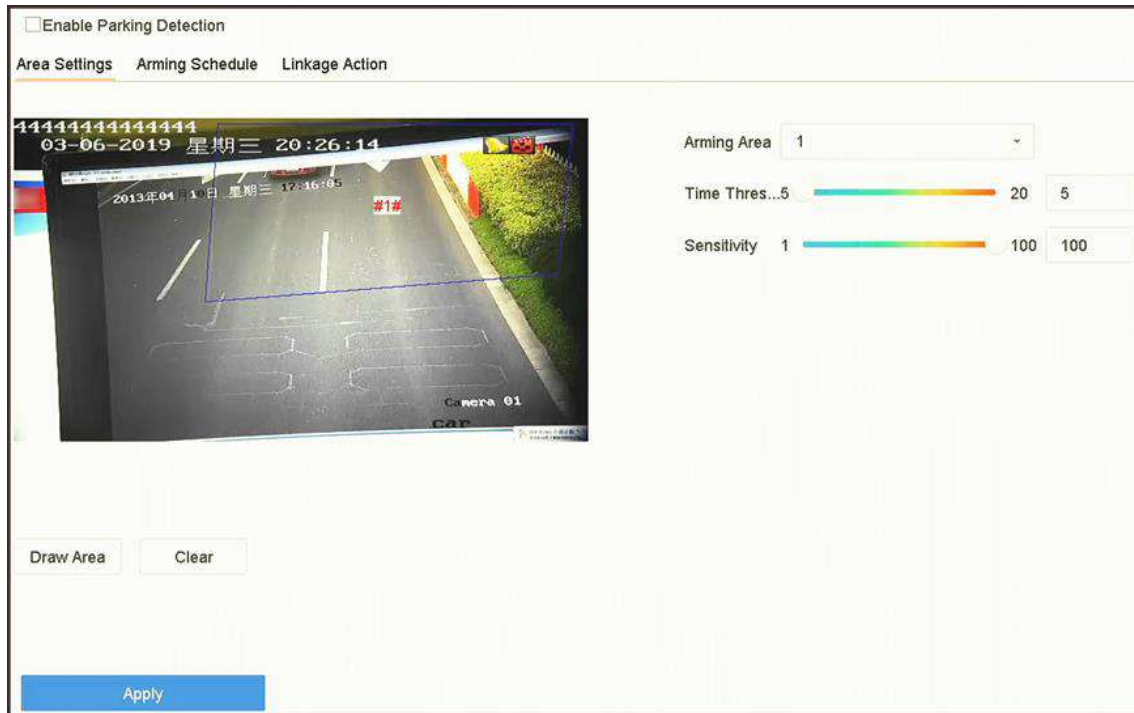 Enable Parking Detection
Area Settings Arming Schedule Linkage Action
44444444444444
03-06-2019 星期三 20:26:14
2013年04月10日 星期三 17:16:05
#1#
Camera 01
car
Arming Area 1
Time Thres...5 20 5
Sensitivity 1 100 100
Draw Area Clear
Apply